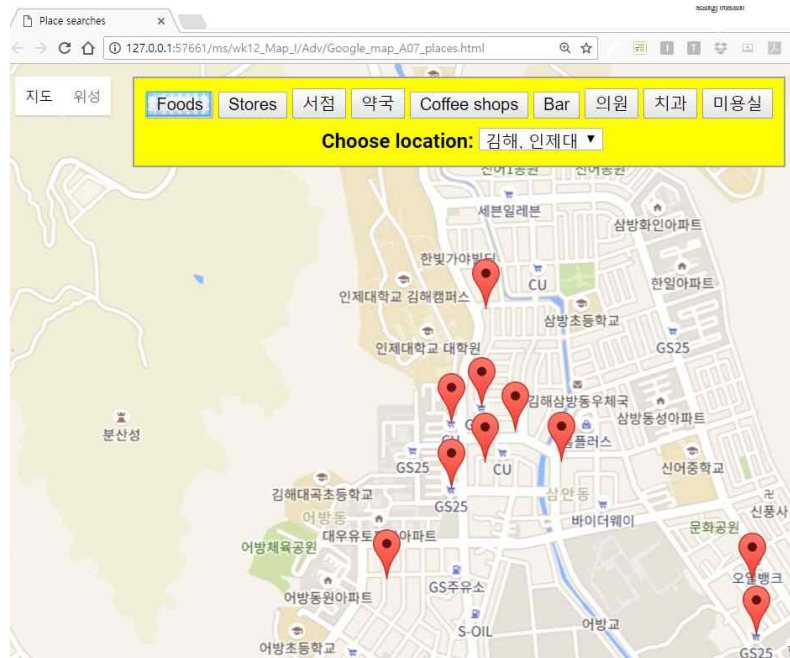 Place searches
127.0.0.1:57661/ms/wk12_Map_I/Adv/Google_map_A07_places.html
지도 위성
Foods Stores 서점 약국 Coffee shops Bar 의원 치과 미용실
Choose location: 김해, 인제대
신어1공원 신어공원
세븐일레븐
삼방화인아파트
한빛가야빌딩
CU
한일아파트
인제대학교 김해캠퍼스
삼방초등학교
인제대학교 대학원
GS25
김해삼방동우체국
삼방동성아파트
분산성
CU
홈플러스
GS25
CU
신어중학교
김해대곡초등학교
삼안동
GS25
신풍사
어방동
바이더웨이
문화공원
대우유토피아아파트
어방체육공원
오일뱅크
GS주유소
어방동원아파트
어방교
S-OIL
어방초등학교
GS25